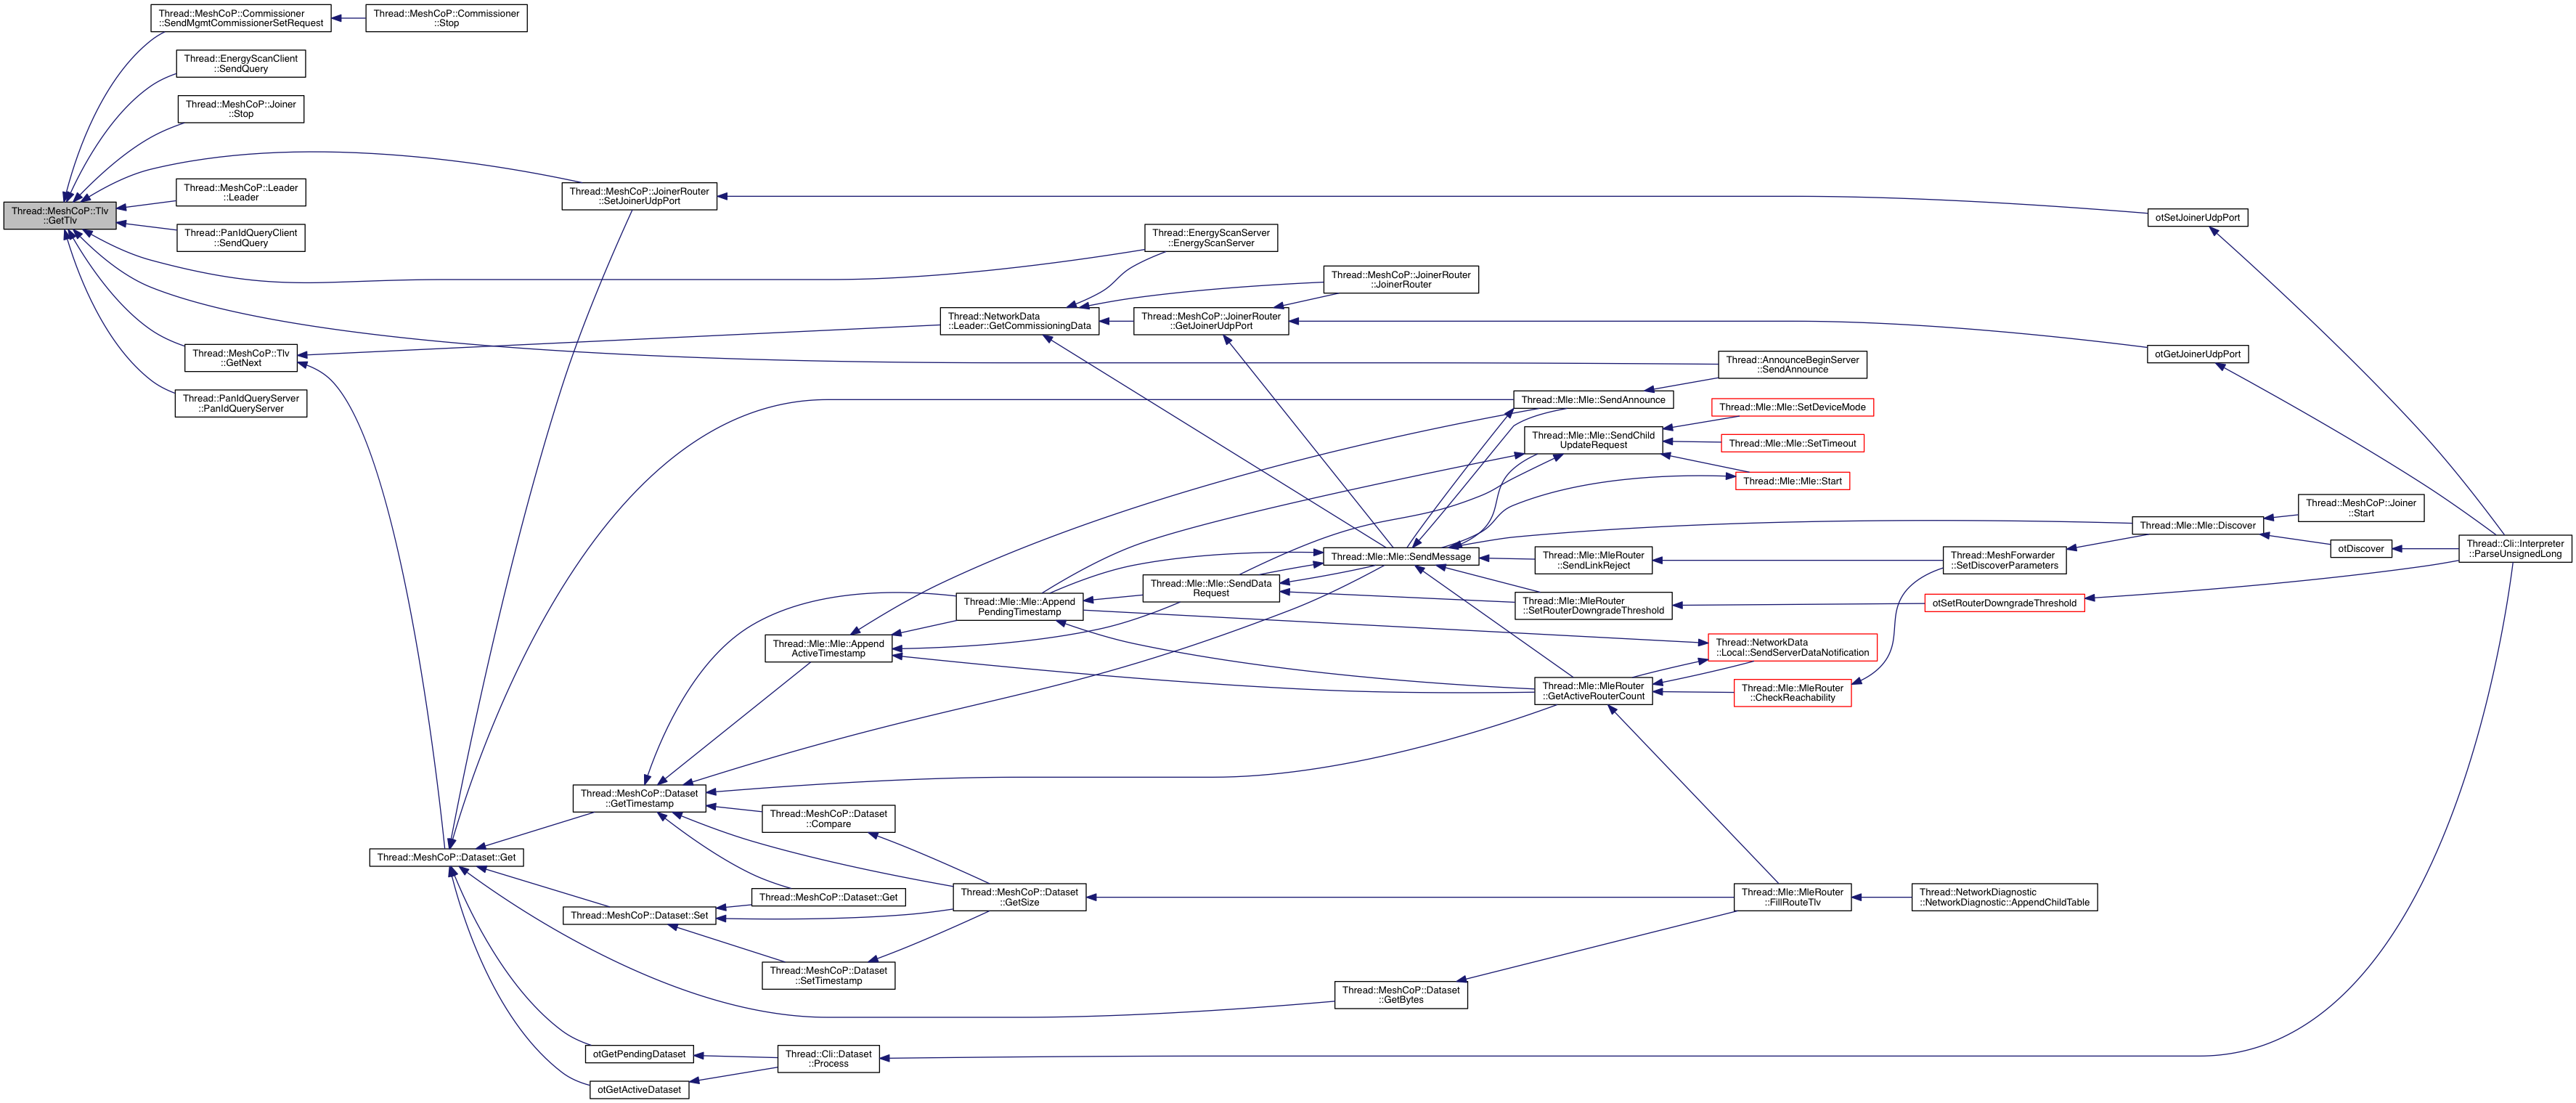 Thread::MeshCoP::Commissioner
::SendMgmtCommissionerSetRequest
Thread::MeshCoP::Commissioner
::Stop
Thread::EnergyScanClient
::SendQuery
Thread::MeshCoP::Joiner
::Stop
Thread::MeshCoP::Leader
::Leader
Thread::MeshCoP::Tlv
::GetTlv
Thread::PanIdQueryClient
::SendQuery
Thread::MeshCoP::JoinerRouter
::SetJoinerUdpPort
otSetJoinerUdpPort
Thread::EnergyScanServer
::EnergyScanServer
Thread::MeshCoP::JoinerRouter
::JoinerRouter
Thread::NetworkData
::Leader::GetCommissioningData
Thread::MeshCoP::JoinerRouter
::GetJoinerUdpPort
otGetJoinerUdpPort
Thread::MeshCoP::Tlv
::GetNext
Thread::AnnounceBeginServer
::SendAnnounce
Thread::PanIdQueryServer
::PanIdQueryServer
Thread::Mle::Mle::SendAnnounce
Thread::Mle::Mle::SetDeviceMode
Thread::Mle::Mle::SendChild
UpdateRequest
Thread::Mle::Mle::SetTimeout
Thread::Mle::Mle::Start
Thread::MeshCoP::Joiner
::Start
Thread::Mle::Mle::Discover
otDiscover
Thread::Cli::Interpreter
::ParseUnsignedLong
Thread::Mle::Mle::SendMessage
Thread::Mle::MleRouter
::SendLinkReject
Thread::MeshForwarder
::SetDiscoverParameters
Thread::Mle::Mle::SendData
Request
Thread::Mle::Mle::Append
PendingTimestamp
Thread::Mle::MleRouter
::SetRouterDowngradeThreshold
otSetRouterDowngradeThreshold
Thread::Mle::Mle::Append
ActiveTimestamp
Thread::NetworkData
::Local::SendServerDataNotification
Thread::Mle::MleRouter
::GetActiveRouterCount
Thread::Mle::MleRouter
::CheckReachability
Thread::MeshCoP::Dataset
::GetTimestamp
Thread::MeshCoP::Dataset
::Compare
Thread::MeshCoP::Dataset::Get
Thread::MeshCoP::Dataset::Get
Thread::MeshCoP::Dataset
::GetSize
Thread::Mle::MleRouter
::FillRouteTlv
Thread::NetworkDiagnostic
::NetworkDiagnostic::AppendChildTable
Thread::MeshCoP::Dataset::Set
Thread::MeshCoP::Dataset
::SetTimestamp
Thread::MeshCoP::Dataset
::GetBytes
otGetPendingDataset
Thread::Cli::Dataset
::Process
otGetActiveDataset